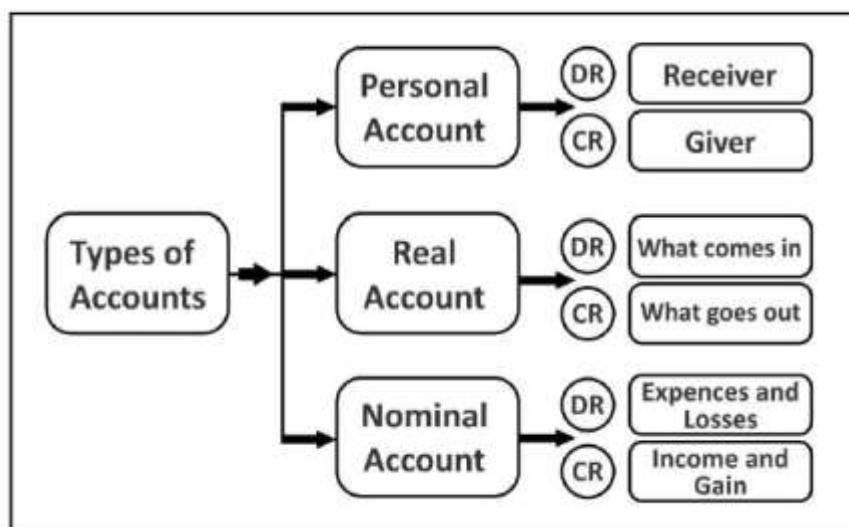 Types of
Accounts
Personal
Account
DR
Receiver
CR
Giver
Real
Account
DR
What comes in
CR
What goes out
Nominal
Account
DR
Expences and
Losses
CR
Income and
Gain